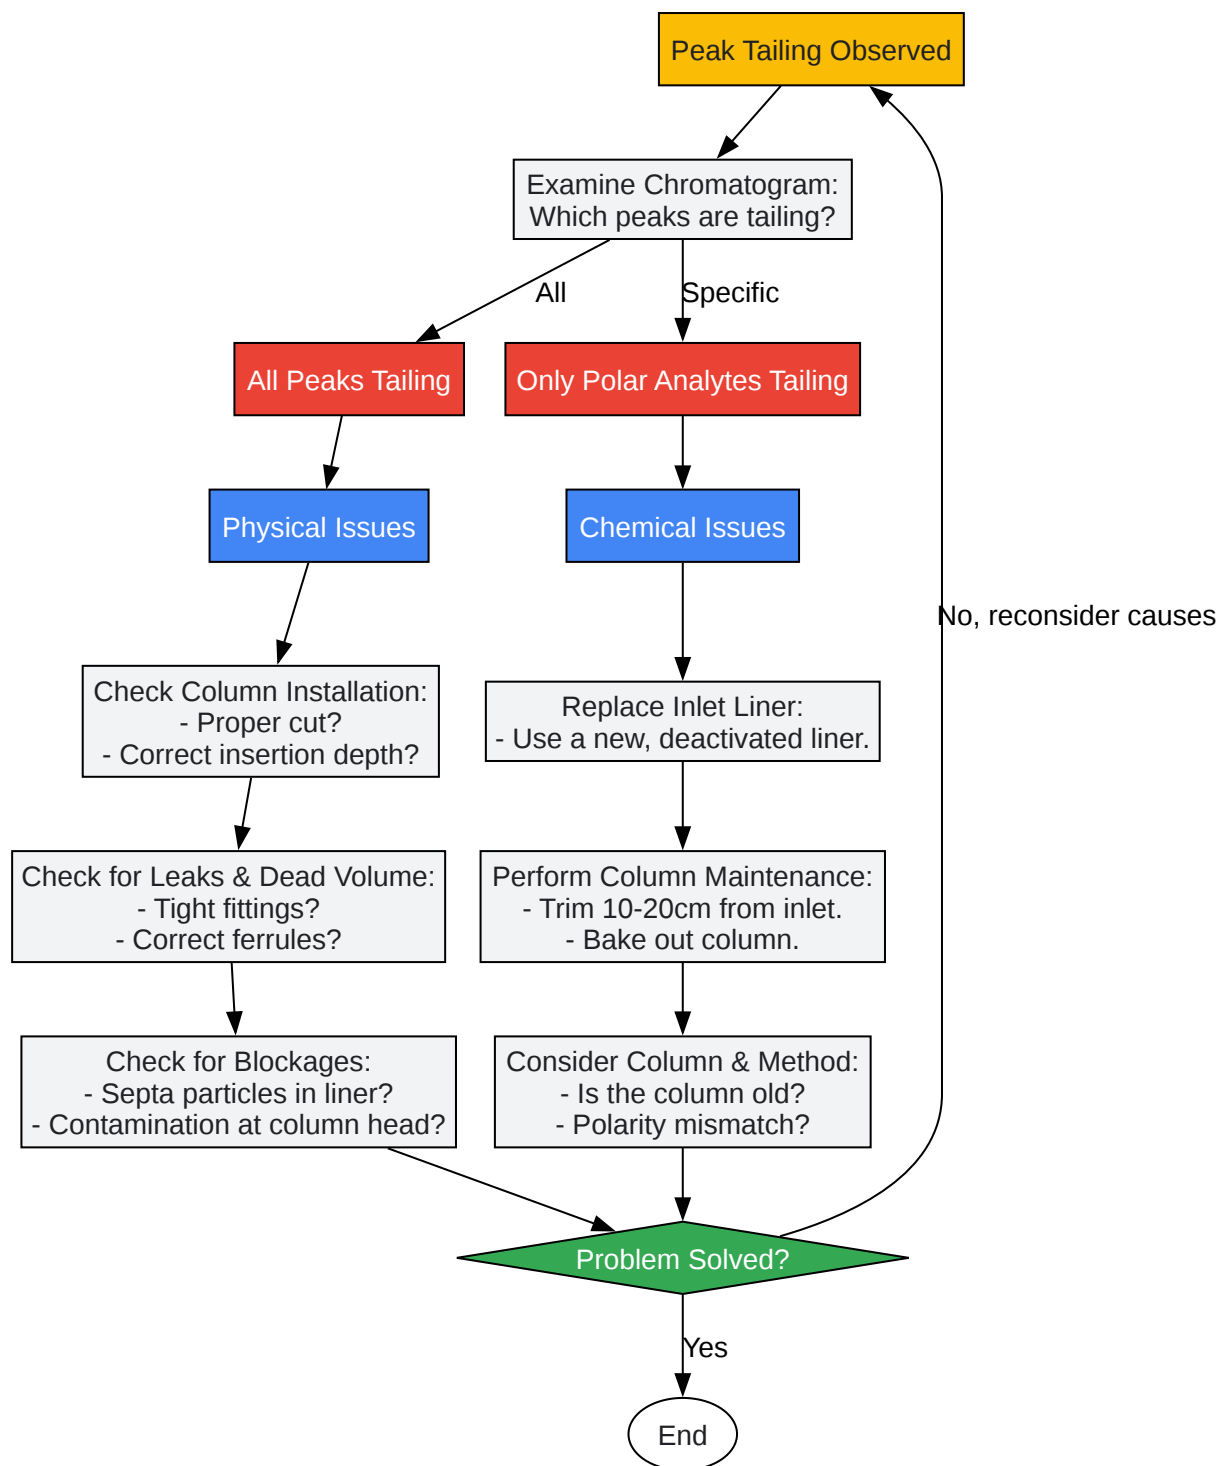 Peak Tailing Observed
Examine Chromatogram:
Which peaks are tailing?
All
Specific
All Peaks Tailing
Only Polar Analytes Tailing
Physical Issues
Chemical Issues
No, reconsider causes
Check Column Installation:
- Proper cut?
- Correct insertion depth?
Replace Inlet Liner:
- Use a new, deactivated liner.
Check for Leaks & Dead Volume:
- Tight fittings?
- Correct ferrules?
Perform Column Maintenance:
- Trim 10-20cm from inlet.
- Bake out column.
Check for Blockages:
- Septa particles in liner?
- Contamination at column head?
Consider Column & Method:
- Is the column old?
- Polarity mismatch?
Problem Solved?
Yes
End